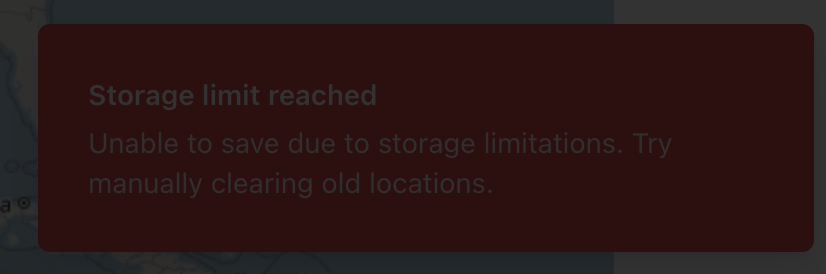 Storage limit reached
Unable to save due to storage limitations. Try
manually clearing old locations.
a